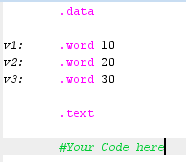 .data
v1: .word 10
v2: .word 20
v3: .word 30
.text
#Your Code here